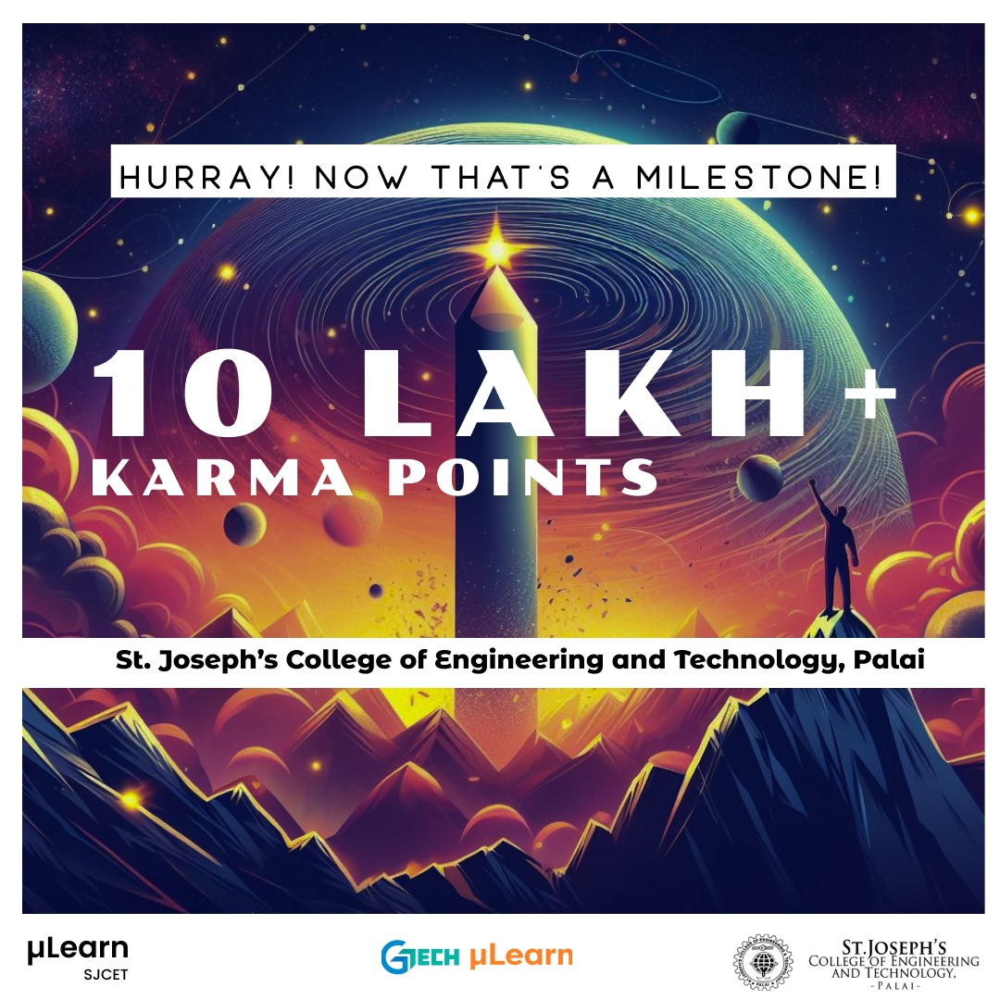 HURRAY! NOW THAT'S A MILESTONE!
10 LAKH+
KARMA POINTS
St. Joseph's College of Engineering and Technology, Palai
µLearn
SJCET
GTECH µLearn
ST.JOSEPH'S
COLLEGE OF ENGINEERING
AND TECHNOLOGY,
-PALAI-